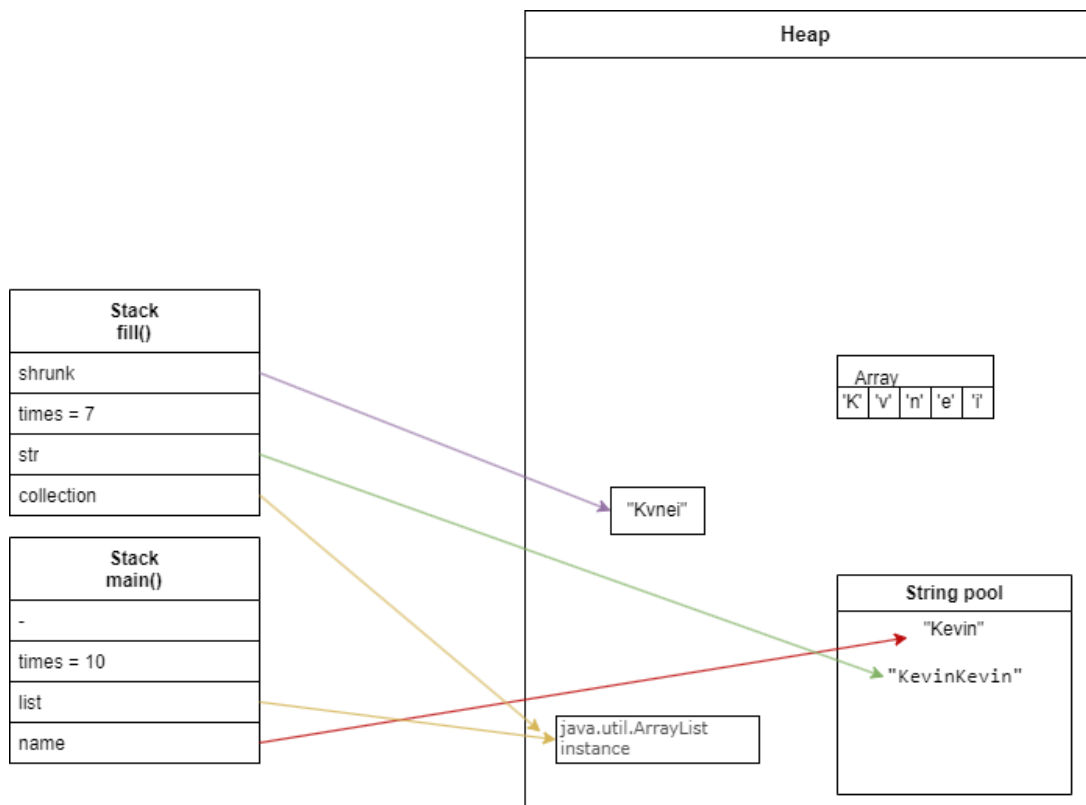 Heap
Stack
fill()
shrunk
times = 7
str
collection
Array
'K' 'v' 'n' 'e' 'i'
"Kvnei"
Stack
main()
-
times = 10
list
name
String pool
"Kevin"
"KevinKevin"
java.util.ArrayList
instance